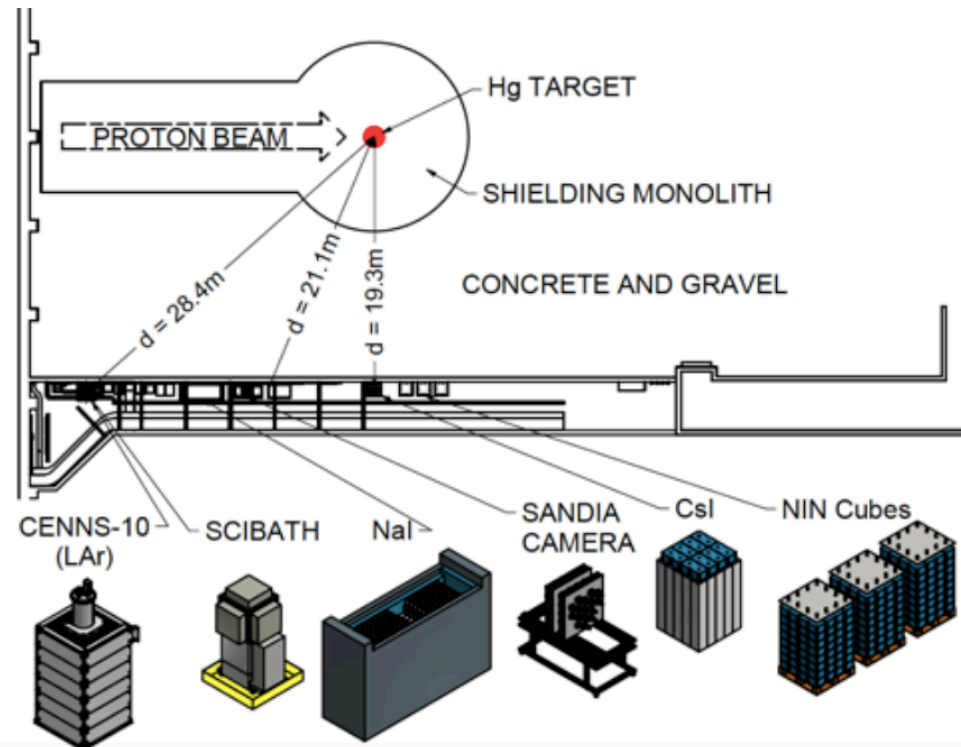 Hg TARGET
PROTON BEAM
SHIELDING MONOLITH
d = 28.4m
d = 21.1m
d = 19.3m
CONCRETE AND GRAVEL
CENNS-10
(LAr)
SCIBATH
NaI
SANDIA
CAMERA
CsI
NIN Cubes